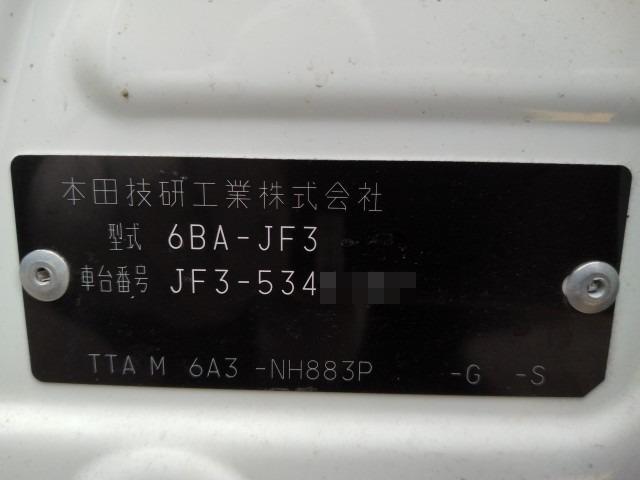 本田技研工業株式会社
型式 6BA-JF3
車台番号 JF3-534
TTA M 6A3 -NH883P -G -S